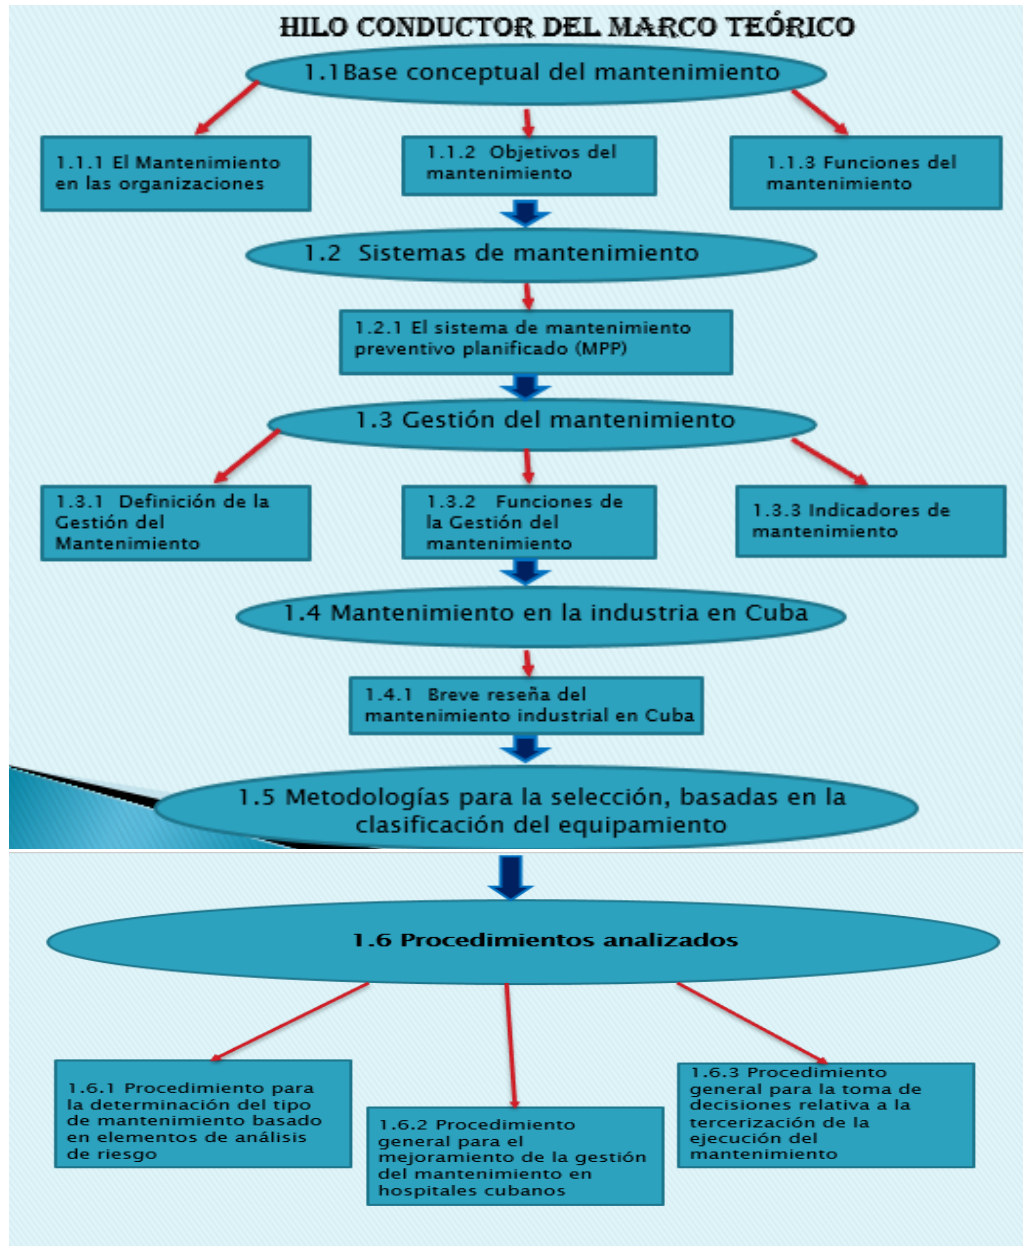 HILO CONDUCTOR DEL MARCO TEÓRICO
1.1Base conceptual del mantenimiento
1.1.1 El Mantenimiento
en las organizaciones
1.1.2 Objetivos del
mantenimiento
1.1.3 Funciones del
mantenimiento
1.2 Sistemas de mantenimiento
1.2.1 El sistema de mantenimiento
preventivo planificado (MPP)
1.3 Gestión del mantenimiento
1.3.1 Definición de la
Gestión del
Mantenimiento
1.3.2 Funciones de
la Gestión del
mantenimiento
1.3.3 Indicadores de
mantenimiento
1.4 Mantenimiento en la industria en Cuba
1.4.1 Breve reseña del
mantenimiento industrial en Cuba
1.5 Metodologías para la selección, basadas en la
clasificación del equipamiento
1.6 Procedimientos analizados
1.6.1 Procedimiento para
la determinación del tipo
de mantenimiento basado
en elementos de análisis
de riesgo
1.6.2 Procedimiento
general para el
mejoramiento de la gestión
del mantenimiento en
hospitales cubanos
1.6.3 Procedimiento
general para la toma de
decisiones relativa a la
tercerización de la
ejecución del
mantenimiento